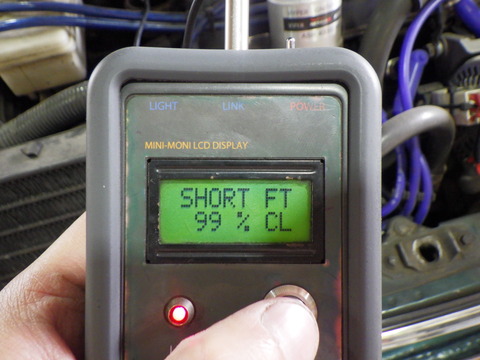 LIGHT LINK POWER
MINI-MONI LCD DISPLAY
SHORT FT
99 % CL